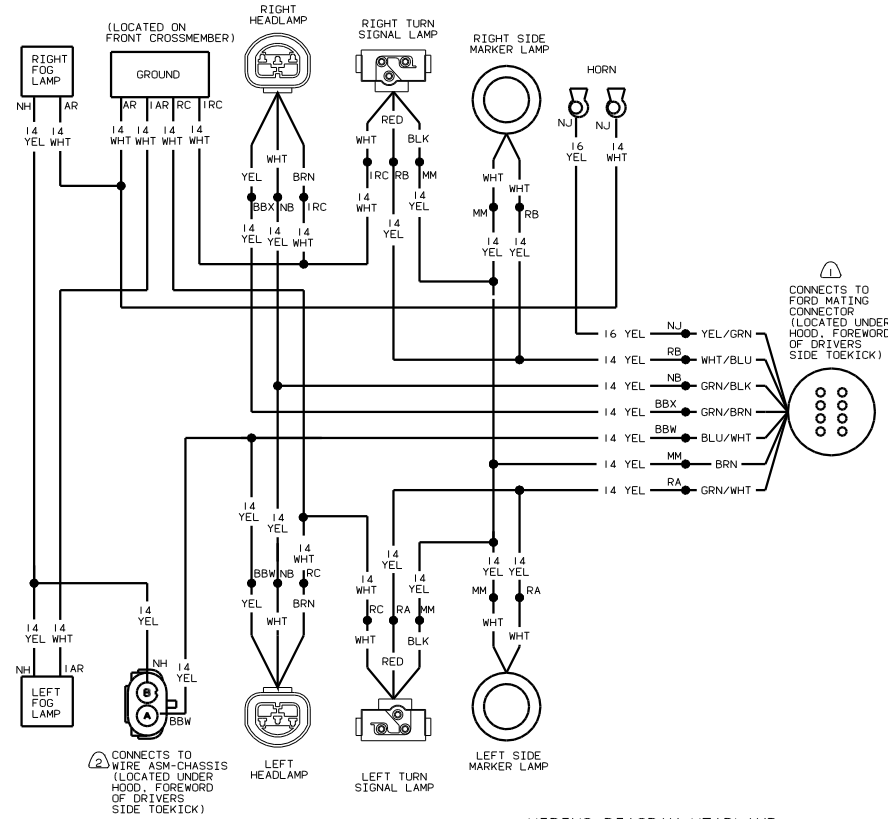 RIGHT
HEADLAMP
(LOCATED ON
FRONT CROSSMEMBER)
RIGHT TURN
SIGNAL LAMP
RIGHT SIDE
MARKER LAMP
RIGHT
FOG
LAMP
GROUND
HORN
NH
AR
AR
IAR
RC
IRC
NJ
NJ
14
YEL
14
WHT
14
WHT
14
WHT
14
WHT
14
WHT
RED
WHT
BLK
WHT
16
YEL
14
WHT
YEL
BRN
IRC
RB
MM
WHT
WHT
BBX
NB
IRC
14
WHT
14
YEL
MM
RB
14
YEL
14
YEL
14
WHT
14
YEL
14
YEL
14
YEL
1
CONNECTS TO
FORD MATING
CONNECTOR
(LOCATED UNDER
HOOD, FOREWORD
OF DRIVERS
SIDE TOEKICK)
16 YEL NJ YEL/GRN
14 YEL RB WHT/BLU
14 YEL NB GRN/BLK
14 YEL BBX GRN/BRN
14 YEL BBW BLU/WHT
14 YEL MM BRN
14 YEL RA GRN/WHT
14
YEL
14
YEL
14
WHT
14
YEL
14
YEL
14
YEL
BBW
NB
RC
14
WHT
14
YEL
MM
RA
YEL
BRN
RC
RA
MM
14
YEL
WHT
WHT
BLK
WHT
WHT
14
YEL
14
WHT
RED
NH
IAR
NH
14
YEL
LEFT
FOG
LAMP
B
A
BBW
2
CONNECTS TO
WIRE ASM-CHASSIS
(LOCATED UNDER
HOOD, FOREWORD
OF DRIVERS
SIDE TOEKICK)
LEFT
HEADLAMP
LEFT TURN
SIGNAL LAMP
LEFT SIDE
MARKER LAMP